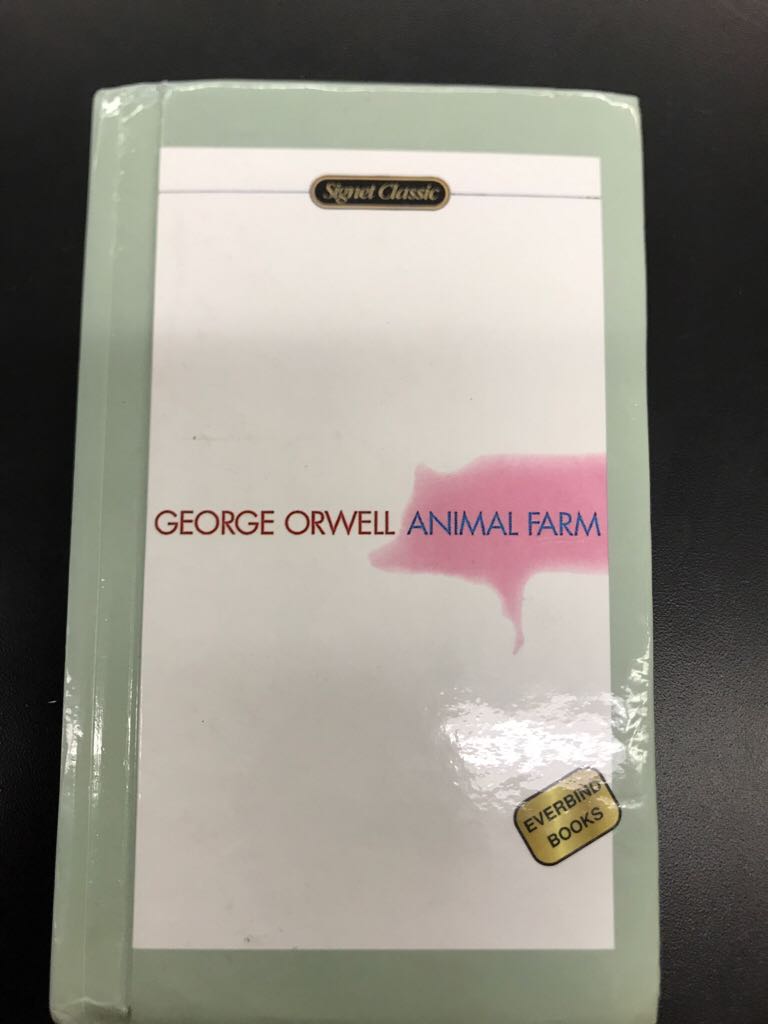 Signet Classic
GEORGE ORWELL ANIMAL FARM
EVERBIND
BOOKS